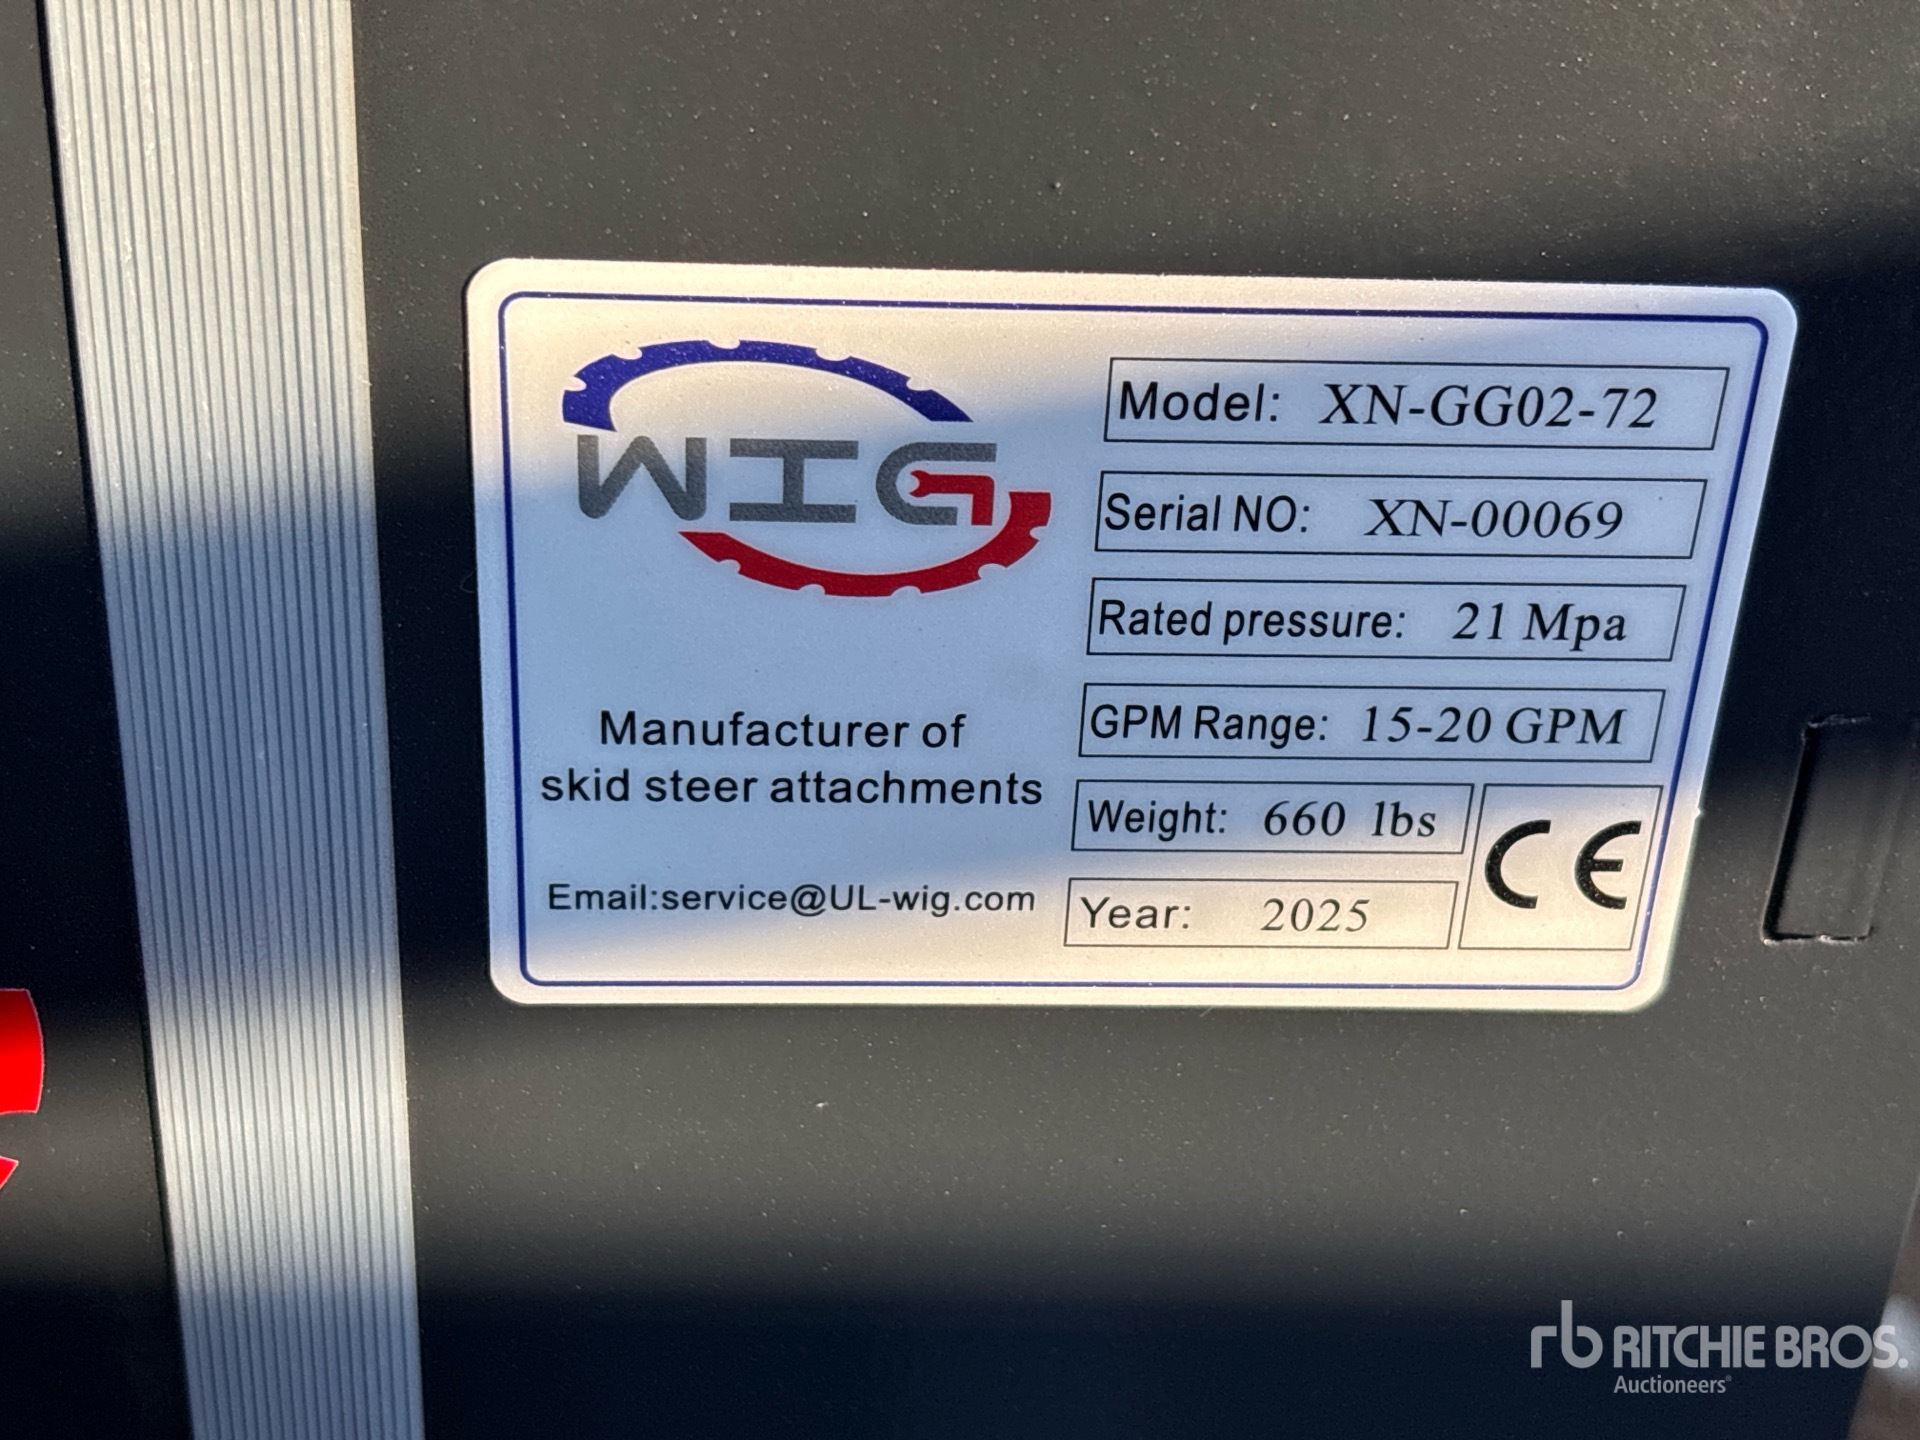 WIG
Manufacturer of
skid steer attachments
Email:service@UL-wig.com
Model: XN-GG02-72
Serial NO: XN-00069
Rated pressure: 21 Mpa
GPM Range: 15-20 GPM
Weight: 660 lbs
Year: 2025
CE
rb RITCHIE BROS.
Auctioneers®